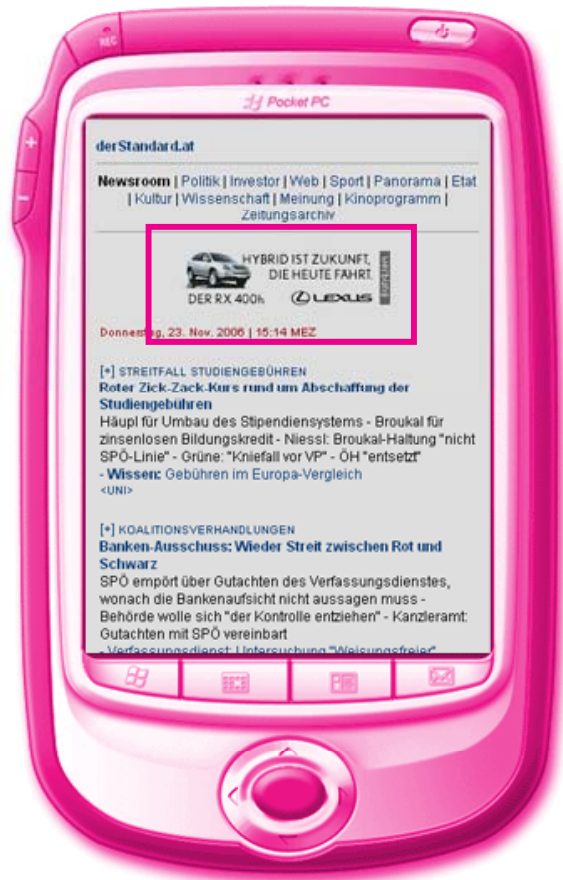 REC
Pocket PC
derStandard.at
Newsroom | Politik | Investor | Web | Sport | Panorama | Etat
| Kultur | Wissenschaft | Meinung | Kinoprogramm |
Zeitungsarchiv
HYBRID IST ZUKUNFT,
DIE HEUTE FÄHRT.
DER RX 400h LEXUS
Donnerstag, 23. Nov. 2006 | 15:14 MEZ
[+] STREITFALL STUDIENGEBÜHREN
Roter Zick-Zack-Kurs rund um Abschaffung der
Studiengebühren
Häupl für Umbau des Stipendiensystems - Broukal für
zinsenlosen Bildungskredit - Niessl: Broukal-Haltung "nicht
SPÖ-Linie" - Grüne: "Kniefall vor VP" - ÖH "entsetzt"
- Wissen: Gebühren im Europa-Vergleich
<UNI>
[+] KOALITIONSVERHANDLUNGEN
Banken-Ausschuss: Wieder Streit zwischen Rot und
Schwarz
SPÖ empört über Gutachten des Verfassungsdienstes,
wonach die Bankenaufsicht nicht aussagen muss -
Behörde wolle sich "der Kontrolle entziehen" - Kanzleramt:
Gutachten mit SPÖ vereinbart
- Verfassungsdienst: Untersuchung "Weisungsfreier"